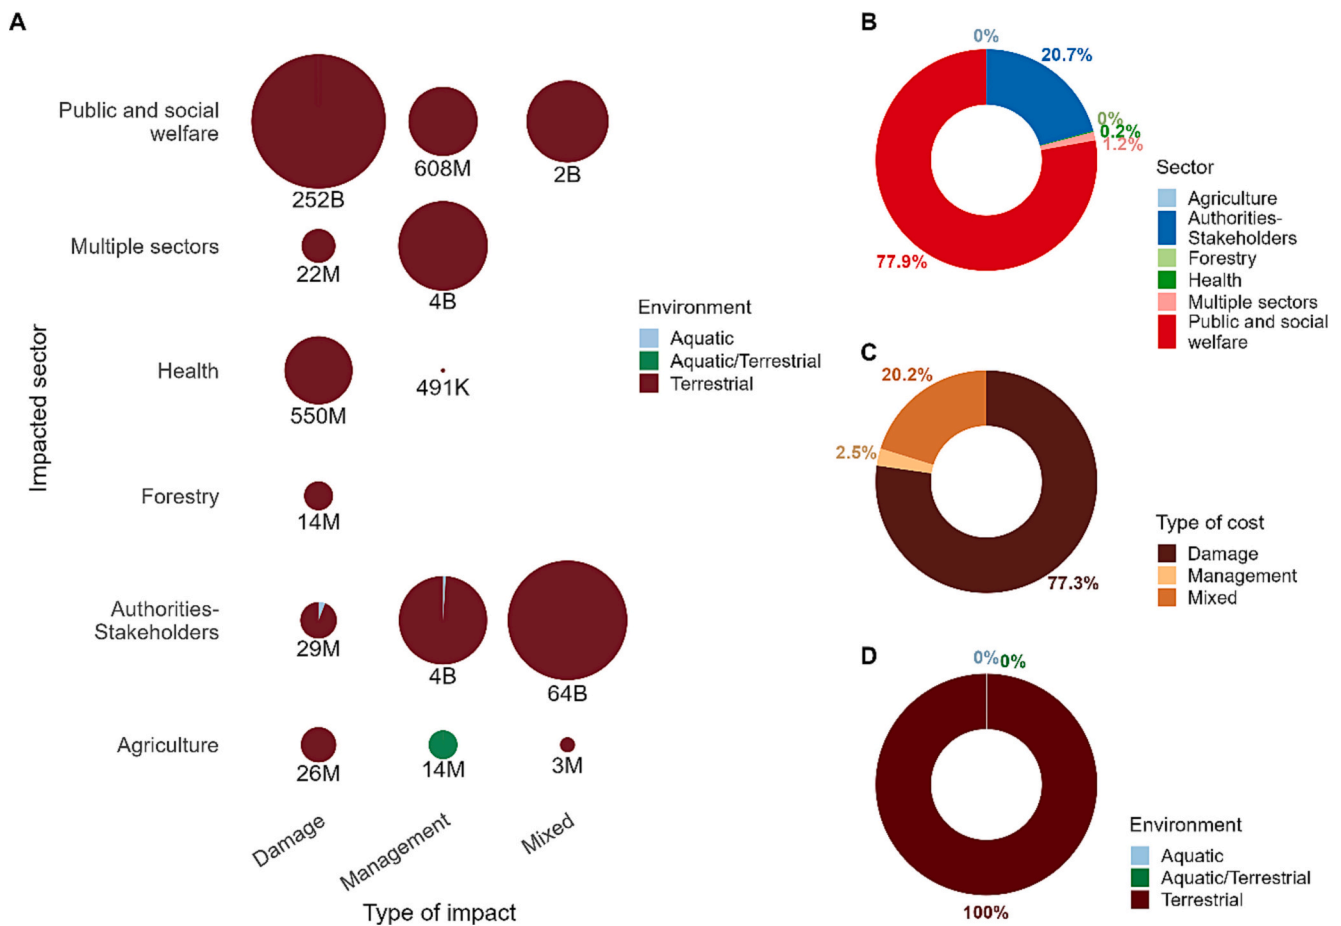 A
Impacted sector
Public and social
welfare
252B
608M
2B
Multiple sectors
22M
4B
Health
550M
491K
Forestry
14M
Authorities-
Stakeholders
29M
4B
64B
Agriculture
26M
14M
3M
Damage
Management
Mixed
Type of impact
Environment
Aquatic
Aquatic/Terrestrial
Terrestrial
B
0%
20.7%
0%
0.2%
1.2%
77.9%
Sector
Agriculture
Authorities-
Stakeholders
Forestry
Health
Multiple sectors
Public and social
welfare
C
20.2%
2.5%
77.3%
Type of cost
Damage
Management
Mixed
D
0% 0%
100%
Environment
Aquatic
Aquatic/Terrestrial
Terrestrial